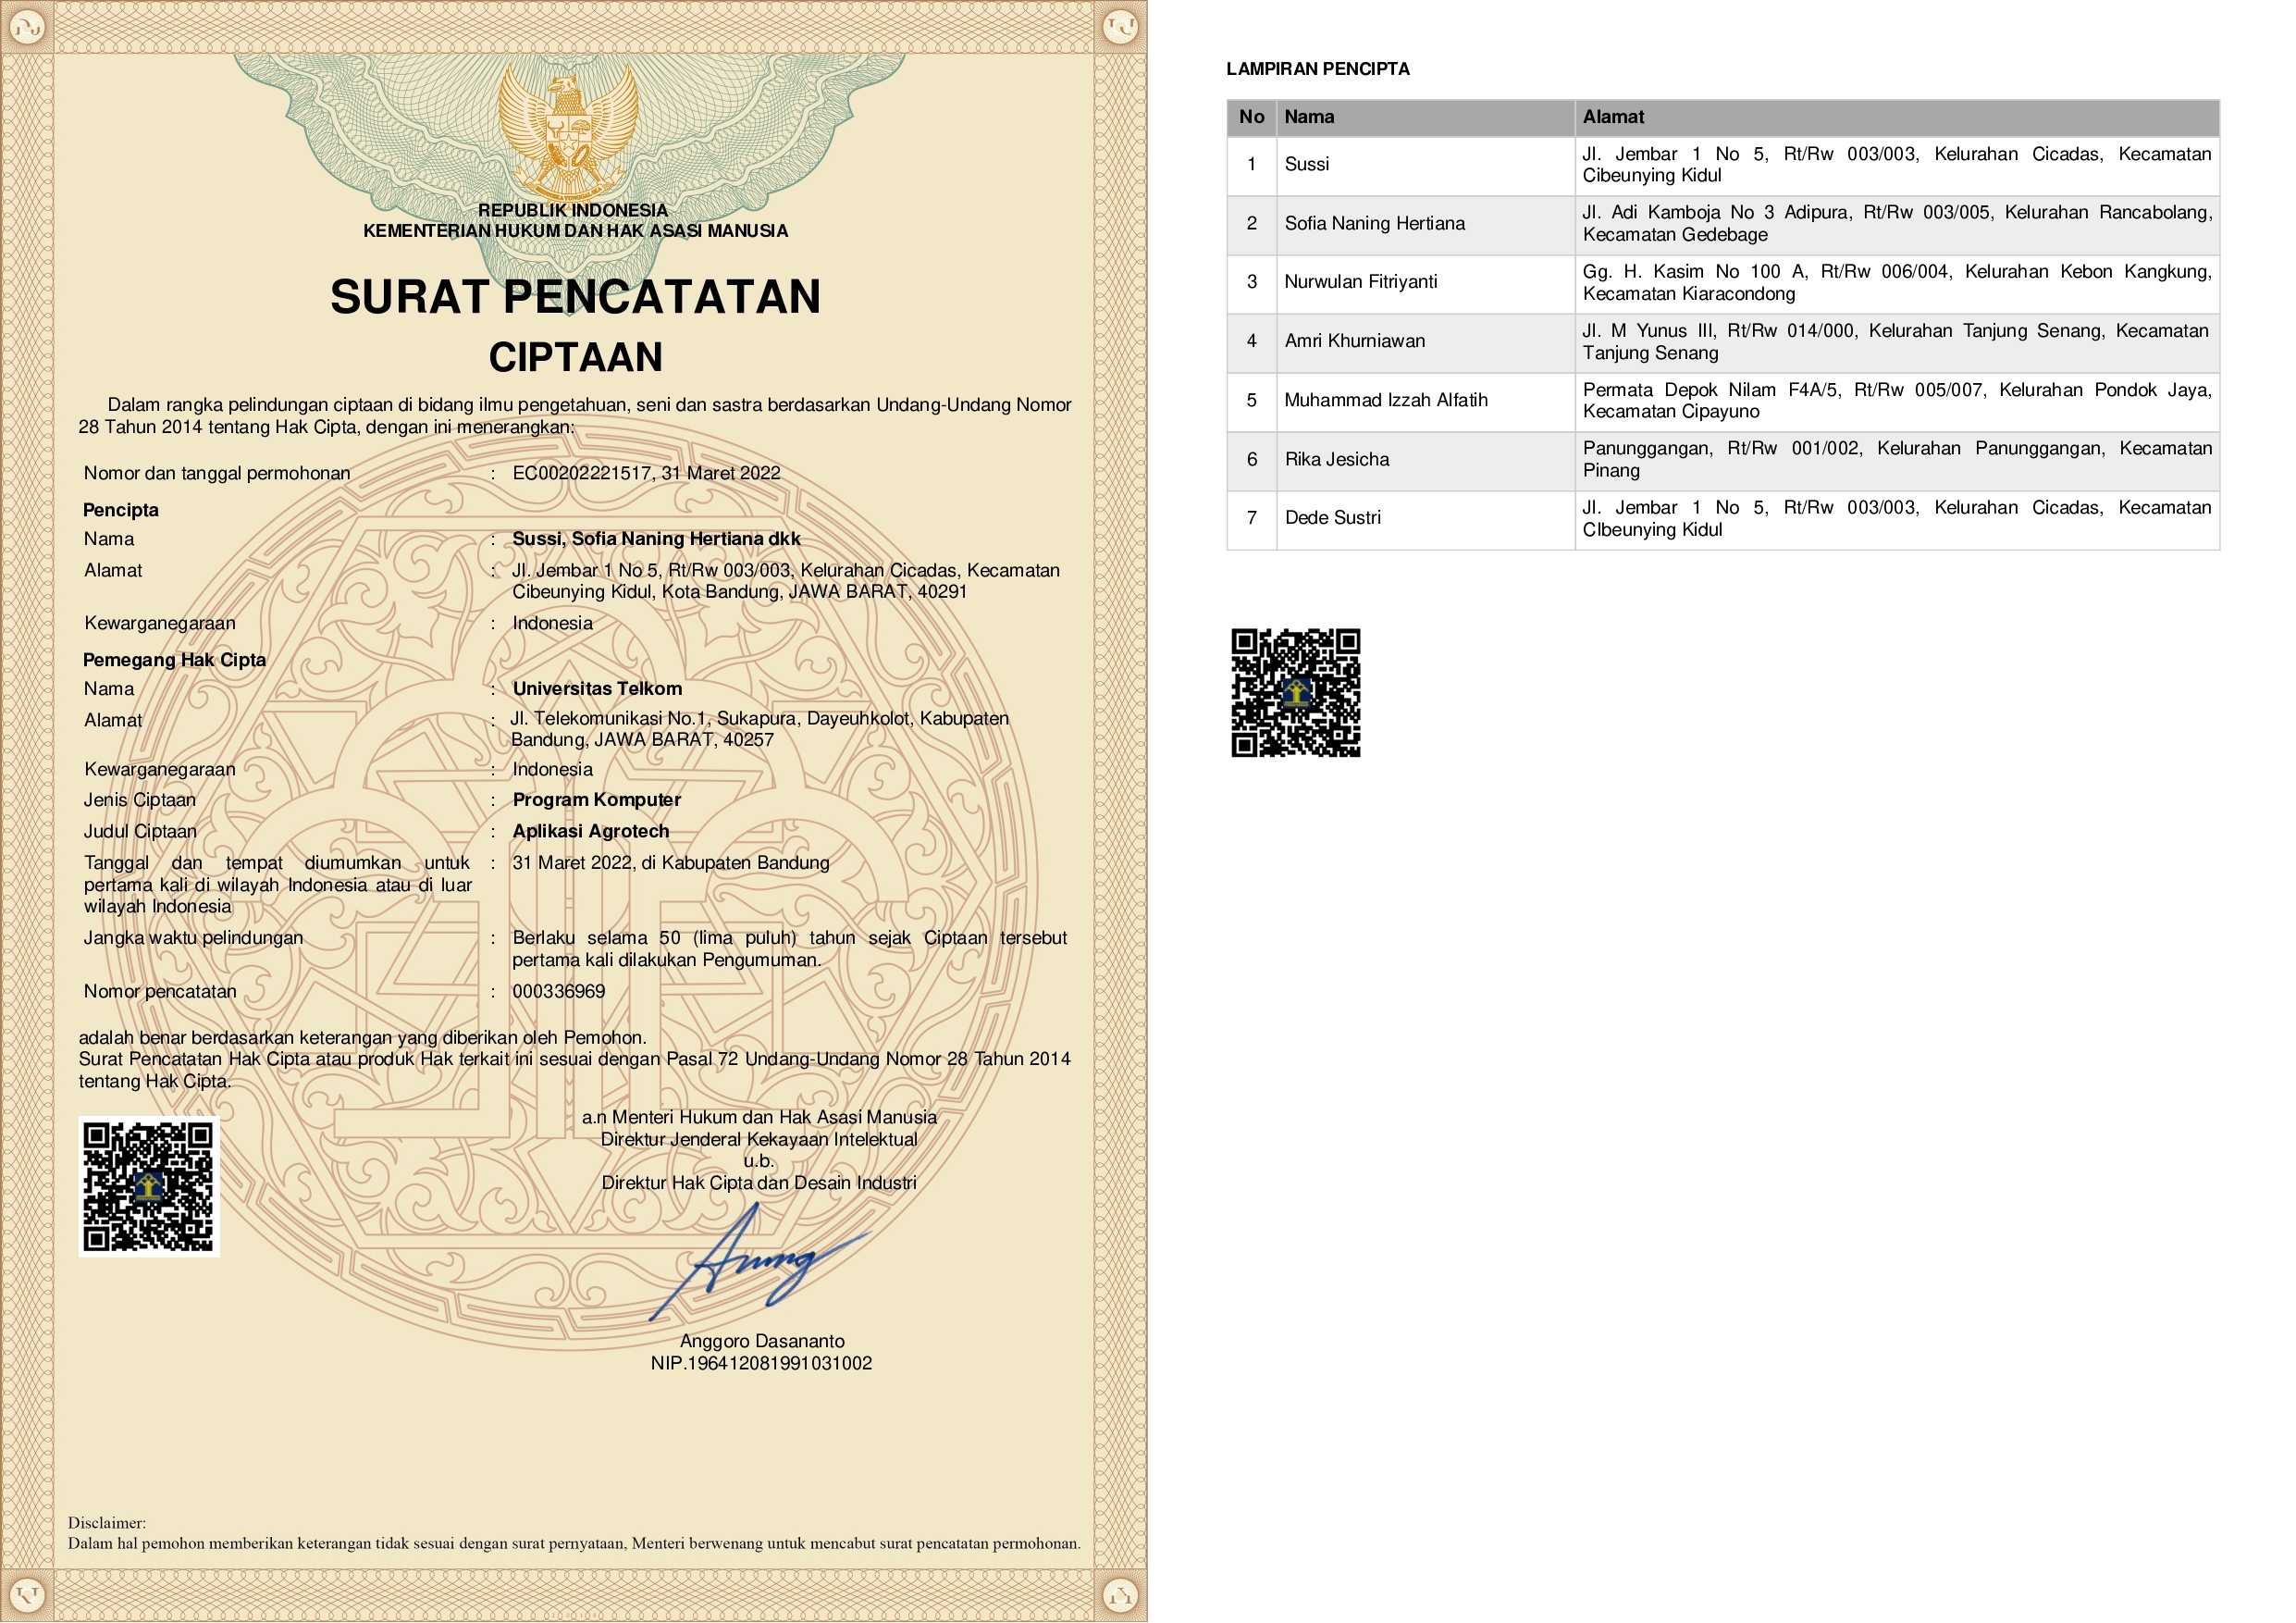 REPUBLIK INDONESIA
KEMENTERIAN HUKUM DAN HAK ASASI MANUSIA
SURAT PENCATATAN
CIPTAAN
Dalam rangka pelindungan ciptaan di bidang ilmu pengetahuan, seni dan sastra berdasarkan Undang-Undang Nomor
28 Tahun 2014 tentang Hak Cipta, dengan ini menerangkan:
Nomor dan tanggal permohonan : EC00202221517, 31 Maret 2022
Pencipta
Nama : Sussi, Sofia Naning Hertiana dkk
Alamat : Jl. Jembar 1 No 5, Rt/Rw 003/003, Kelurahan Cicadas, Kecamatan
Cibeunying Kidul, Kota Bandung, JAWA BARAT, 40291
Kewarganegaraan : Indonesia
Pemegang Hak Cipta
Nama : Universitas Telkom
Alamat : Jl. Telekomunikasi No.1, Sukapura, Dayeuhkolot, Kabupaten
Bandung, JAWA BARAT, 40257
Kewarganegaraan : Indonesia
Jenis Ciptaan : Program Komputer
Judul Ciptaan : Aplikasi Agrotech
Tanggal dan tempat diumumkan untuk : 31 Maret 2022, di Kabupaten Bandung
pertama kali di wilayah Indonesia atau di luar
wilayah Indonesia
Jangka waktu pelindungan : Berlaku selama 50 (lima puluh) tahun sejak Ciptaan tersebut
pertama kali dilakukan Pengumuman.
Nomor pencatatan : 000336969
adalah benar berdasarkan keterangan yang diberikan oleh Pemohon.
Surat Pencatatan Hak Cipta atau produk Hak terkait ini sesuai dengan Pasal 72 Undang-Undang Nomor 28 Tahun 2014
tentang Hak Cipta.
a.n Menteri Hukum dan Hak Asasi Manusia
Direktur Jenderal Kekayaan Intelektual
u.b.
Direktur Hak Cipta dan Desain Industri
Anggoro Dasananto
NIP.196412081991031002
Disclaimer:
Dalam hal pemohon memberikan keterangan tidak sesuai dengan surat pernyataan, Menteri berwenang untuk mencabut surat pencatatan permohonan.
LAMPIRAN PENCIPTA
No Nama Alamat
1 Sussi Jl. Jembar 1 No 5, Rt/Rw 003/003, Kelurahan Cicadas, Kecamatan
Cibeunying Kidul
2 Sofia Naning Hertiana Jl. Adi Kamboja No 3 Adipura, Rt/Rw 003/005, Kelurahan Rancabolang,
Kecamatan Gedebage
3 Nurwulan Fitriyanti Gg. H. Kasim No 100 A, Rt/Rw 006/004, Kelurahan Kebon Kangkung,
Kecamatan Kiaracondong
4 Amri Khurniawan Jl. M Yunus III, Rt/Rw 014/000, Kelurahan Tanjung Senang, Kecamatan
Tanjung Senang
5 Muhammad Izzah Alfatih Permata Depok Nilam F4A/5, Rt/Rw 005/007, Kelurahan Pondok Jaya,
Kecamatan Cipayuno
6 Rika Jesicha Panunggangan, Rt/Rw 001/002, Kelurahan Panunggangan, Kecamatan
Pinang
7 Dede Sustri Jl. Jembar 1 No 5, Rt/Rw 003/003, Kelurahan Cicadas, Kecamatan
CIbeunying Kidul